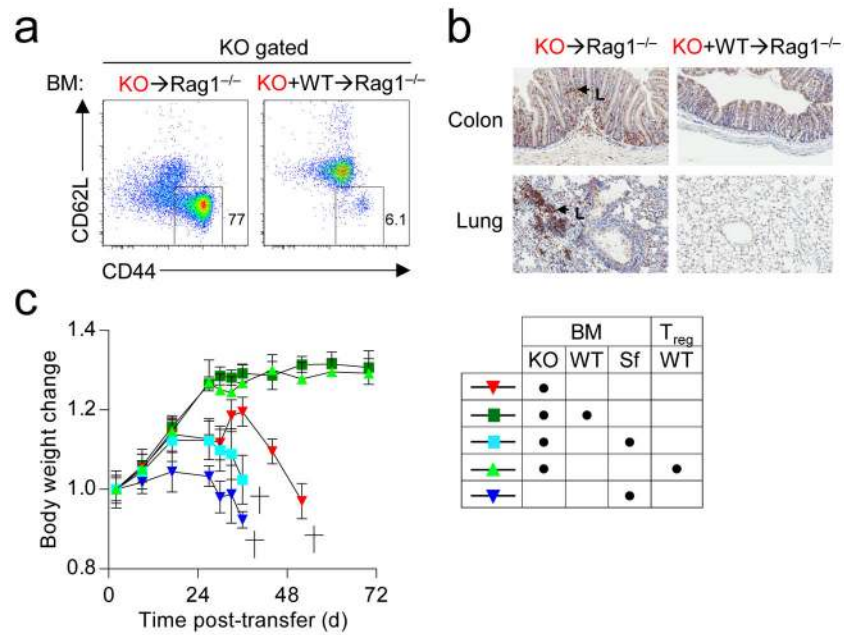 a
KO gated
BM: KO→Rag1–/– KO+WT→Rag1–/–
CD62L
77
6.1
CD44
b
KO→Rag1–/– KO+WT→Rag1–/–
Colon
L
Lung
L
c
Body weight change
1.4
1.2
1.0
0.8
0 24 48 72
Time post-transfer (d)
BM Treg
KO WT Sf WT